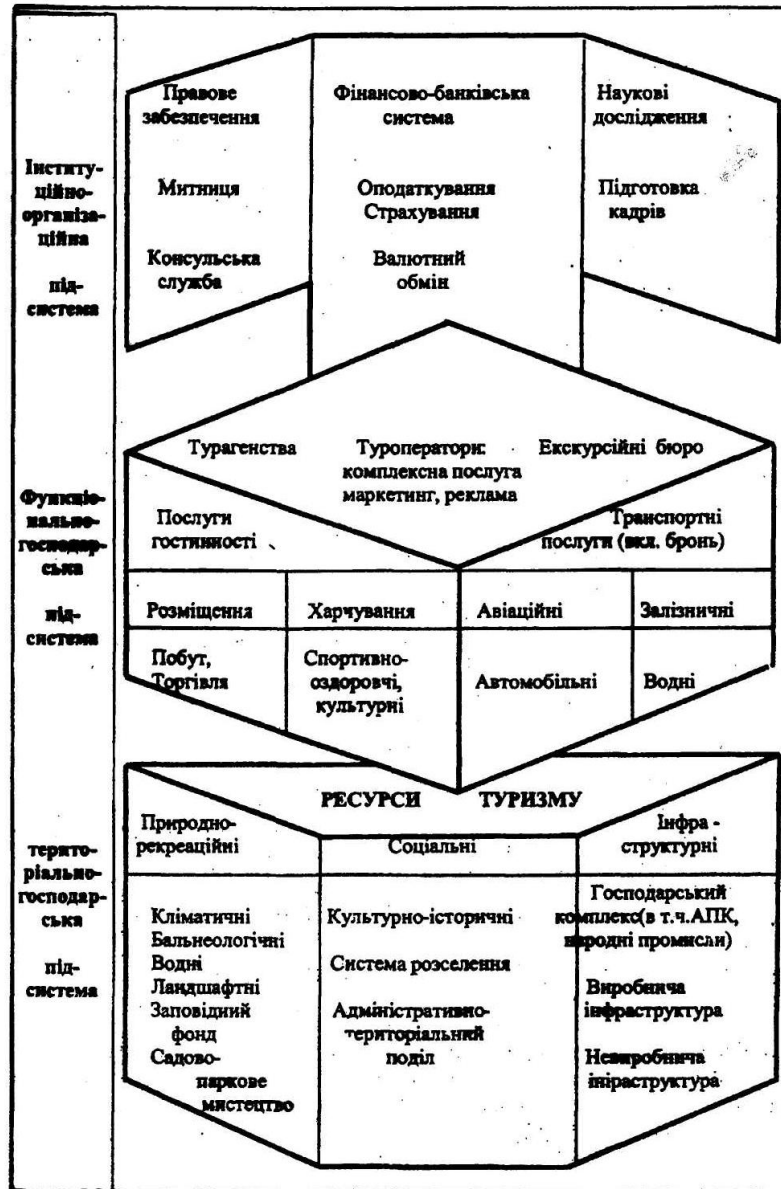 Інститу-
ційно-
організа-
ційна
під-
система
Правове
забезпечення
Митниця
Консульська
служба
Фінансово-банківська
система
Оподаткування
Страхування
Валютний
обмін
Наукові
дослідження
Підготовка
кадрів
Функціо-
нально-
господар-
ська
під-
система
Турагенства
Туроператори:
комплексна послуга
маркетинг, реклама
Екскурсійні бюро
Послуги
гостинності
Транспортні
послуги (вкл. бронь)
Розміщення
Харчування
Авіаційні
Залізничні
Побут,
Торгівля
Спортивно-
оздоровчі,
культурні
Автомобільні
Водні
терито-
ріально-
господар-
ська
під-
система
РЕСУРСИ ТУРИЗМУ
Природно-
рекреаційні
Соціальні
Інфра -
структурні
Кліматичні
Бальнеологічні
Водні
Ландшафтні
Заповідний
фонд
Садово-
паркове
мистецтво
Культурно-історичні
Система розселення
Адміністративно-
територіальний
поділ
Господарський
комплекс(в т.ч.АПК,
народні промисли)
Виробнича
інфраструктура
Невиробнича
інфраструктура